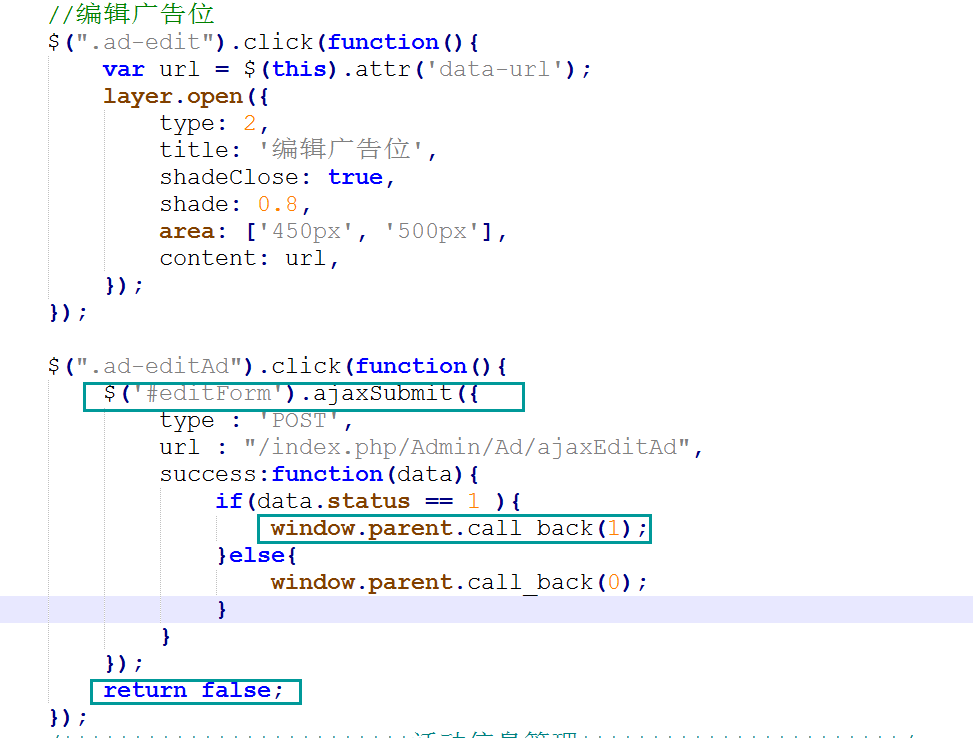 //编辑广告位
$(".ad-edit").click(function(){
var url = $(this).attr('data-url');
layer.open({
type: 2,
title: '编辑广告位',
shadeClose: true,
shade: 0.8,
area: ['450px', '500px'],
content: url,
});
});
$(".ad-editAd").click(function(){
$('#editForm').ajaxSubmit({
type : 'POST',
url : "/index.php/Admin/Ad/ajaxEditAd",
success:function(data){
if(data.status == 1 ){
window.parent.call_back(1);
}else{
window.parent.call_back(0);
}
}
});
return false;
});